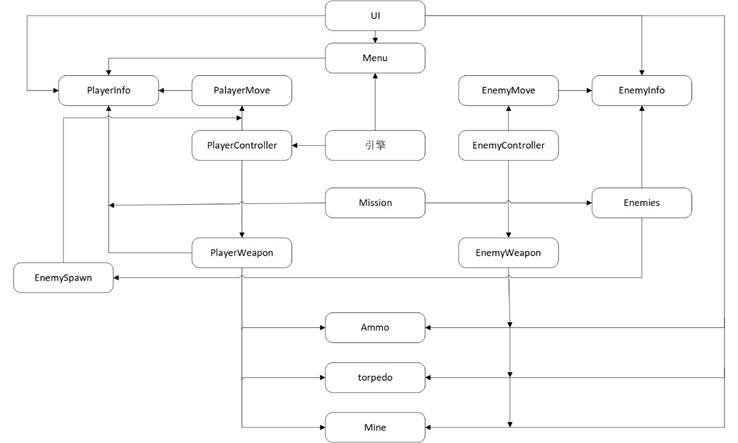 UI
Menu
PlayerInfo
PalayerMove
EnemyMove
EnemyInfo
PlayerController
引擎
EnemyController
Mission
Enemies
PlayerWeapon
EnemyWeapon
EnemySpawn
Ammo
torpedo
Mine